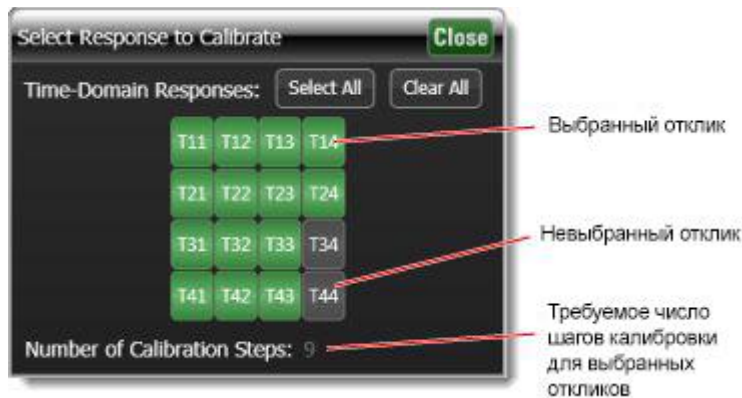 Select Response to Calibrate Close
Time-Domain Responses: Select All Clear All
T11 T12 T13 T14
Выбранный отклик
T21 T22 T23 T24
T31 T32 T33 T34
Невыбранный отклик
T41 T42 T43 T44
Number of Calibration Steps: 9
Требуемое число
шагов калибровки
для выбранных
откликов